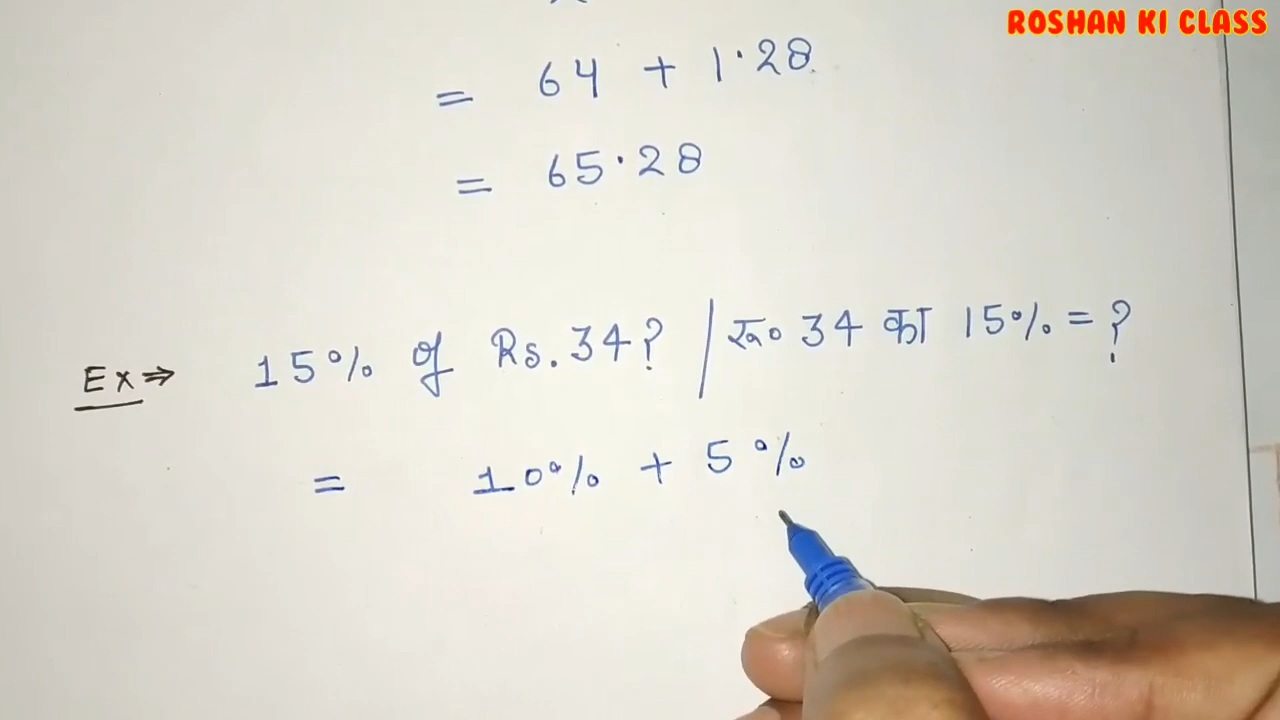 ROSHAN KI CLASS
= 64 + 1.28
= 65.28
Ex ⇒ 15% of Rs. 34? / रू० 34 का 15% = ?
= 10% + 5%